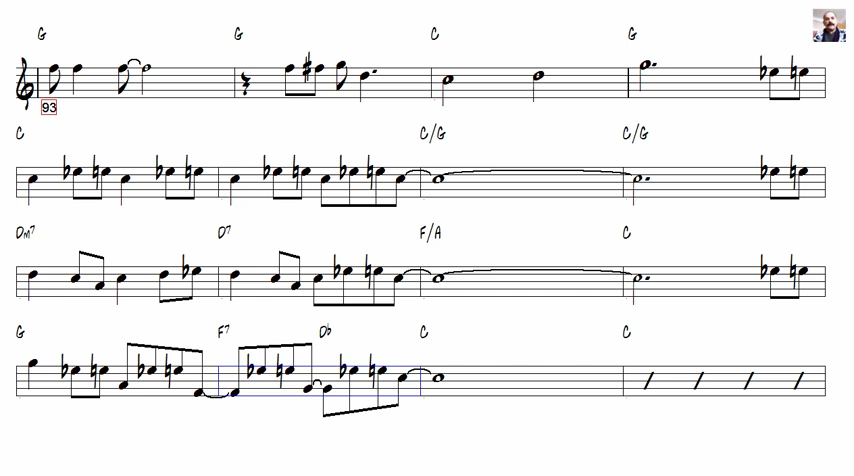 G G C G
93
C C/G C/G
Dm7 D7 F/A C
G F7 Db C C